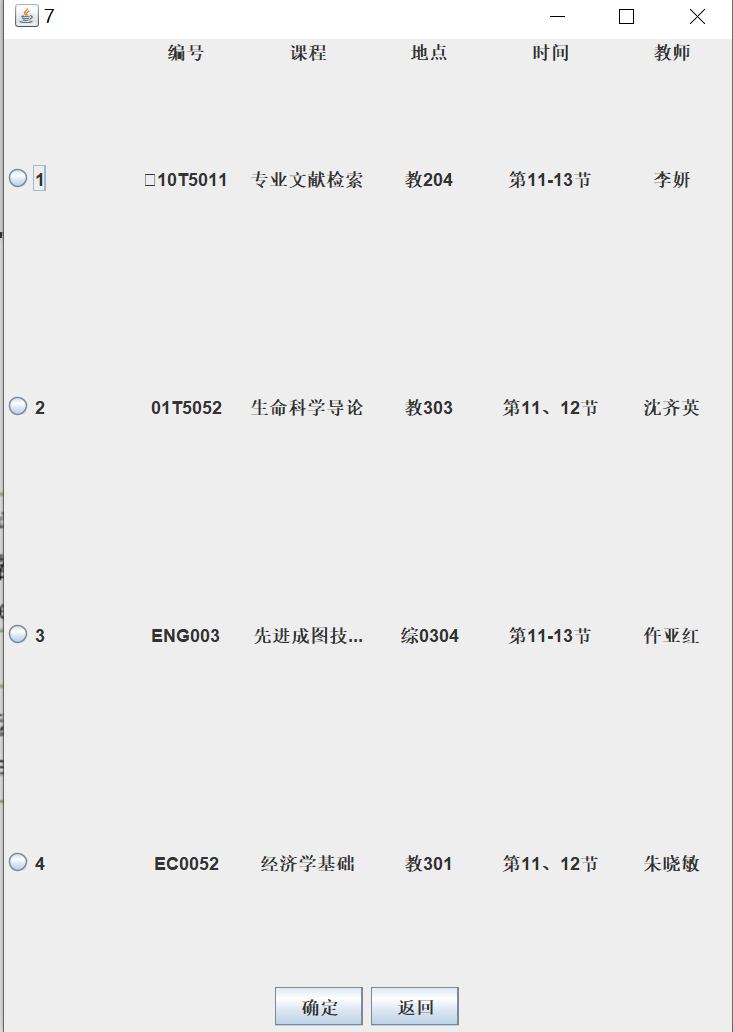 7
编号 课程 地点 时间 教师
1 □10T5011 专业文献检索 教204 第11-13节 李妍
2 01T5052 生命科学导论 教303 第11、12节 沈齐英
3 ENG003 先进成图技... 综0304 第11-13节 仵亚红
4 EC0052 经济学基础 教301 第11、12节 朱晓敏
确定 返回